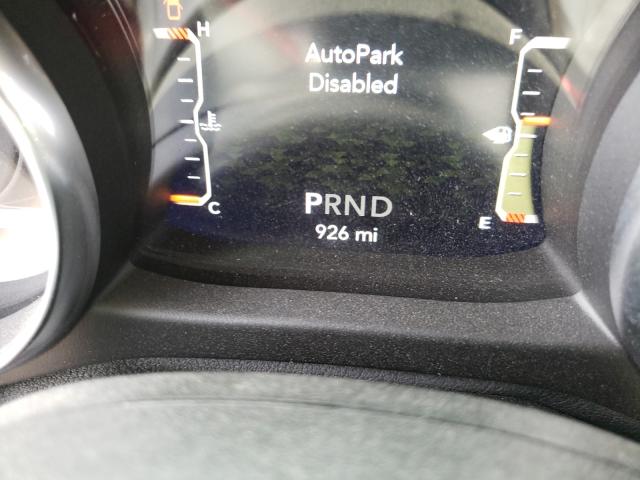 H
F
AutoPark
Disabled
C
E
PRND
926 mi